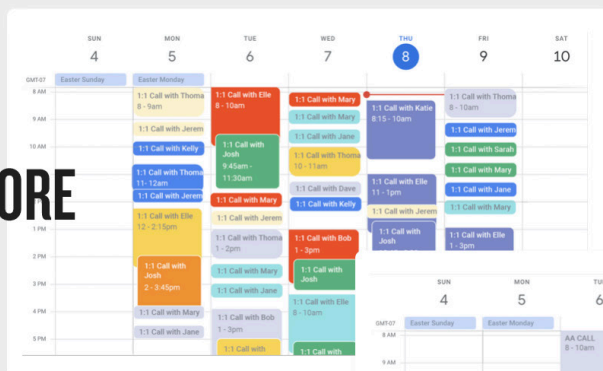 SUN MON TUE WED THU FRI SAT
4 5 6 7 8 9 10
GMT-07 Easter Sunday Easter Monday
8 AM
9 AM
10 AM
1 PM
2 PM
3 PM
4 PM
5 PM
ORE
1:1 Call with Thoma
8 - 9am
1:1 Call with Jerem
1:1 Call with Kelly
1:1 Call with Thoma
11- 12am
1:1 Call with Jerem
1:1 Call with Elle
12 - 2:15pm
1:1 Call with
Josh
2 - 3:45pm
1:1 Call with Mary
1:1 Call with Jane
1:1 Call with Elle
8 - 10am
1:1 Call with
Josh
9:45am -
11:30am
1:1 Call with Mary
1:1 Call with Jerem
1:1 Call with Thoma
1 - 2pm
1:1 Call with Mary
1:1 Call with Jane
1:1 Call with Bob
1 - 3pm
1:1 Call with
1:1 Call with Mary
1:1 Call with Mary
1:1 Call with Jane
1:1 Call with Thoma
10 - 11am
1:1 Call with Dave
1:1 Call with Kelly
1:1 Call with Bob
1 - 3pm
1:1 Call with
Josh
1:1 Call with Elle
8 - 10am
1:1 Call with
1:1 Call with Katie
8:15 - 10am
1:1 Call with Elle
11 - 1pm
1:1 Call with Jerem
1:1 Call with
Josh
1:1 Call with Thoma
8 - 10am
1:1 Call with Jerem
1:1 Call with Sarah
1:1 Call with Mary
1:1 Call with Jane
1:1 Call with Mary
1:1 Call with Elle
1 - 3pm
SUN MON TU
4 5 6
GMT-07 Easter Sunday Easter Monday
8 AM
9 AM
AA CALL
8 - 10am